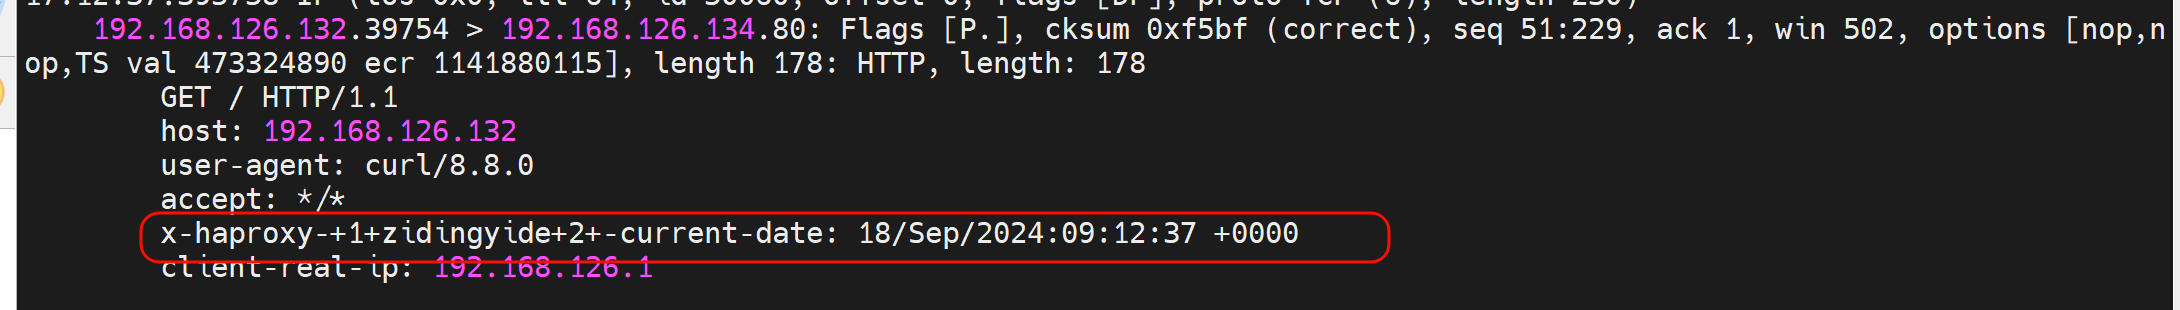 192.168.126.132.39754 > 192.168.126.134.80: Flags [P.], cksum 0xf5bf (correct), seq 51:229, ack 1, win 502, options [nop,n
op,TS val 473324890 ecr 1141880115], length 178: HTTP, length: 178
GET / HTTP/1.1
host: 192.168.126.132
user-agent: curl/8.8.0
accept: */*
x-haproxy-+1+zidingyide+2+-current-date: 18/Sep/2024:09:12:37 +0000
client-real-ip: 192.168.126.1